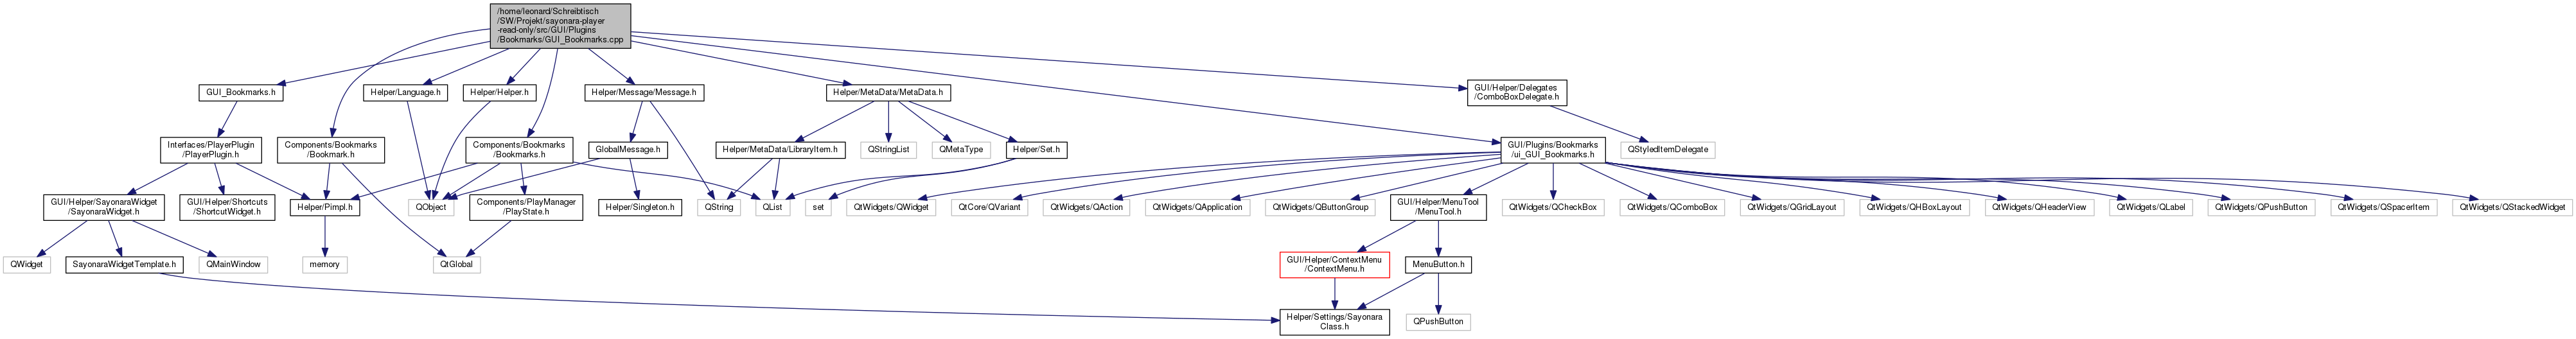 /home/leonard/Schreibtisch
/SW/Projekt/sayonara-player
-read-only/src/GUI/Plugins
/Bookmarks/GUI_Bookmarks.cpp
GUI_Bookmarks.h
Helper/Language.h
Helper/Helper.h
Helper/Message/Message.h
Helper/MetaData/MetaData.h
GUI/Helper/Delegates
/ComboBoxDelegate.h
Interfaces/PlayerPlugin
/PlayerPlugin.h
Components/Bookmarks
/Bookmark.h
Components/Bookmarks
/Bookmarks.h
GlobalMessage.h
Helper/MetaData/LibraryItem.h
QStringList
QMetaType
Helper/Set.h
GUI/Plugins/Bookmarks
/ui_GUI_Bookmarks.h
QStyledItemDelegate
GUI/Helper/SayonaraWidget
/SayonaraWidget.h
GUI/Helper/Shortcuts
/ShortcutWidget.h
Helper/Pimpl.h
QObject
Components/PlayManager
/PlayState.h
Helper/Singleton.h
QString
QList
set
QtWidgets/QWidget
QtCore/QVariant
QtWidgets/QAction
QtWidgets/QApplication
QtWidgets/QButtonGroup
GUI/Helper/MenuTool
/MenuTool.h
QtWidgets/QCheckBox
QtWidgets/QComboBox
QtWidgets/QGridLayout
QtWidgets/QHBoxLayout
QtWidgets/QHeaderView
QtWidgets/QLabel
QtWidgets/QPushButton
QtWidgets/QSpacerItem
QtWidgets/QStackedWidget
QWidget
SayonaraWidgetTemplate.h
QMainWindow
memory
QtGlobal
GUI/Helper/ContextMenu
/ContextMenu.h
MenuButton.h
Helper/Settings/Sayonara
Class.h
QPushButton